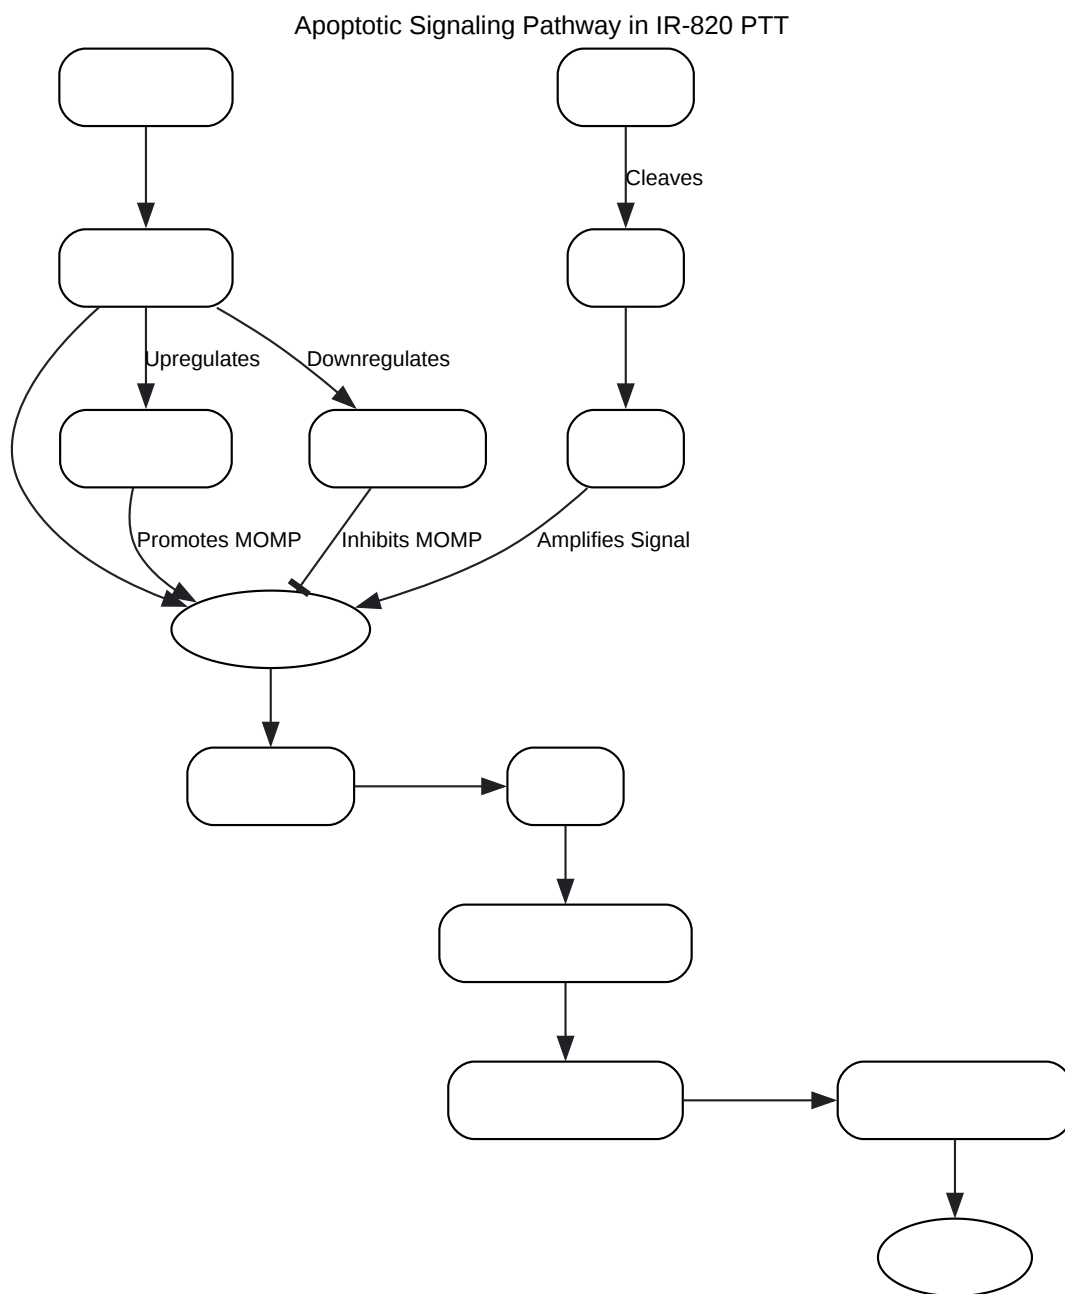 Apoptotic Signaling Pathway in IR-820 PTT
Cleaves
Upregulates
Downregulates
Promotes MOMP
Inhibits MOMP
Amplifies Signal